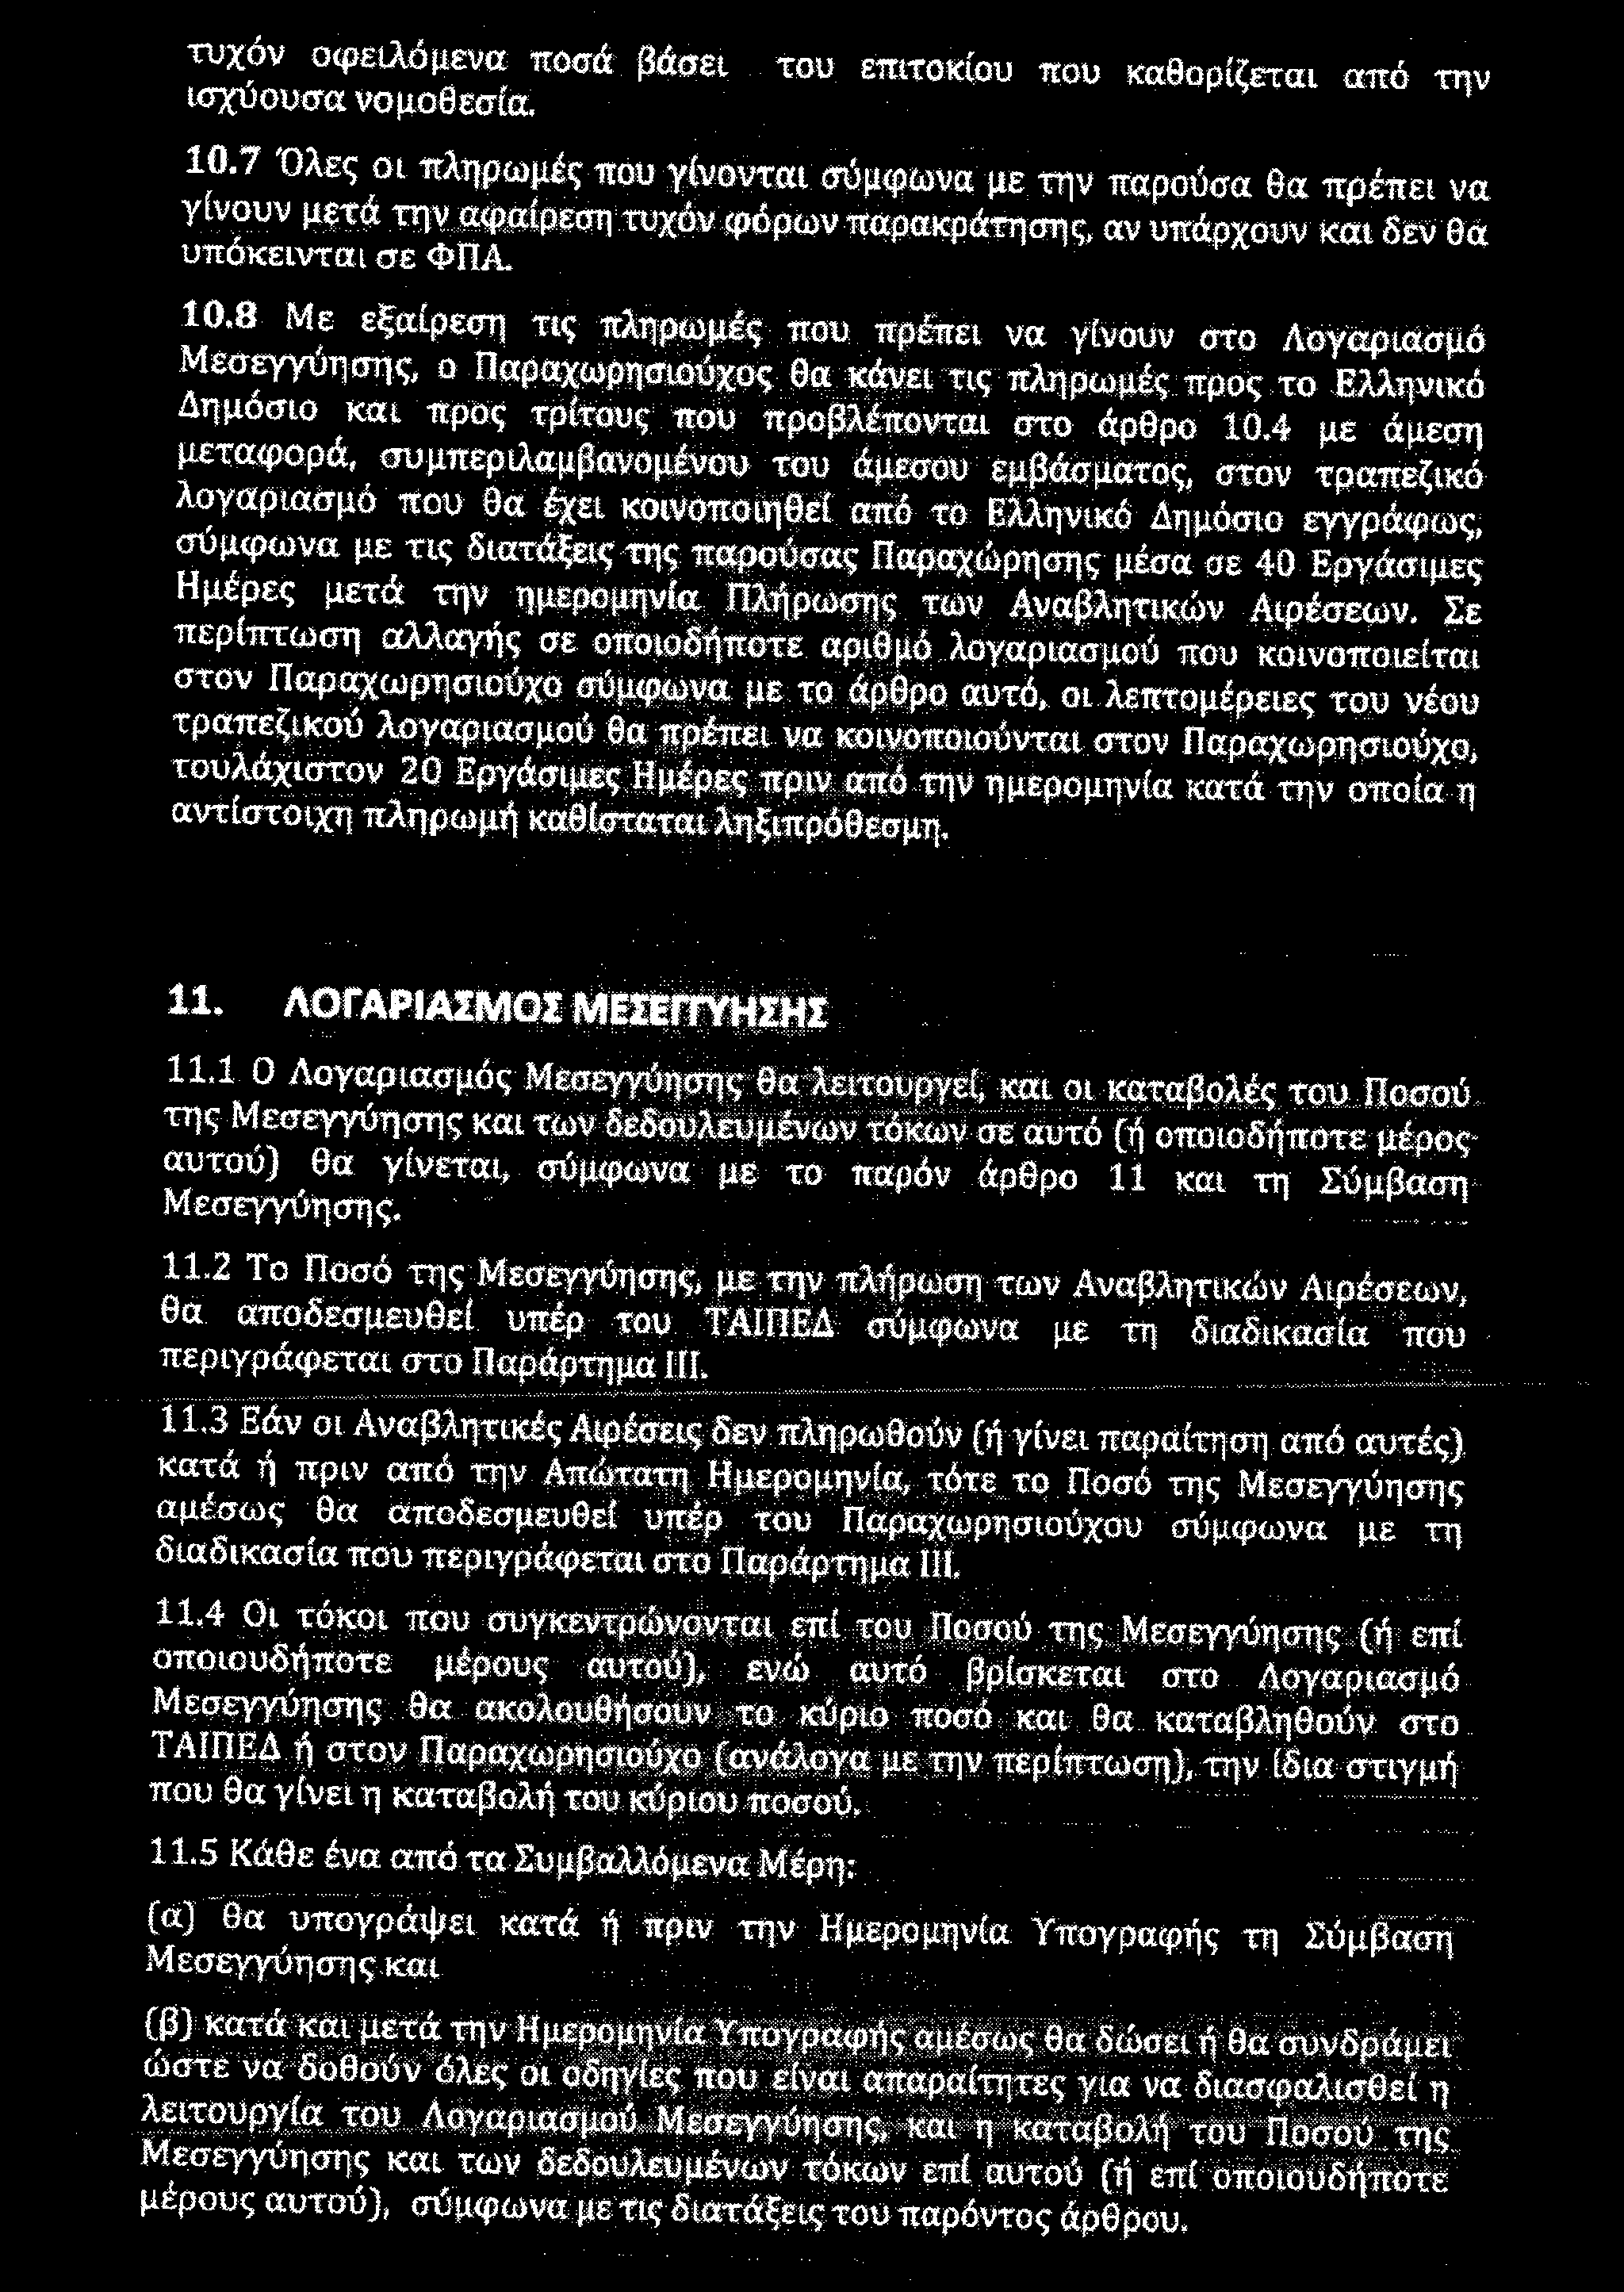 τυχόν οφειλόμενα ποσά βάσει του επιτοκίου που καθορίζεται από την
ισχύουσα νομοθεσία.
10.7 Όλες οι πληρωμές που γίνονται σύμφωνα με την παρούσα θα πρέπει να
γίνουν μετά την αφαίρεση τυχόν φόρων παρακράτησης, αν υπάρχουν και δεν θα
υπόκεινται σε ΦΠΑ.
10.8 Με εξαίρεση τις πληρωμές που πρέπει να γίνουν στο Λογαριασμό
Μεσεγγύησης, ο Παραχωρησιούχος θα κάνει τις πληρωμές προς το Ελληνικό
Δημόσιο και προς τρίτους που προβλέπονται στο άρθρο 10.4 με άμεση
μεταφορά, συμπεριλαμβανομένου του άμεσου εμβάσματος, στον τραπεζικό
λογαριασμό που θα έχει κοινοποιηθεί από το Ελληνικό Δημόσιο εγγράφως,
σύμφωνα με τις διατάξεις της παρούσας Παραχώρησης μέσα σε 40 Εργάσιμες
Ημέρες μετά την ημερομηνία Πλήρωσης των Αναβλητικών Αιρέσεων. Σε
περίπτωση αλλαγής σε οποιοδήποτε αριθμό λογαριασμού που κοινοποιείται
στον Παραχωρησιούχο σύμφωνα με το άρθρο αυτό, οι λεπτομέρειες του νέου
τραπεζικού λογαριασμού θα πρέπει να κοινοποιούνται στον Παραχωρησιούχο,
τουλάχιστον 20 Εργάσιμες Ημέρες πριν από την ημερομηνία κατά την οποία η
αντίστοιχη πληρωμή καθίσταται ληξιπρόθεσμη.
11. ΛΟΓΑΡΙΑΣΜΟΣ ΜΕΣΕΓΓΥΗΣΗΣ
11.1 Ο Λογαριασμός Μεσεγγύησης θα λειτουργεί, και οι καταβολές του Ποσού
της Μεσεγγύησης και των δεδουλευμένων τόκων σε αυτό (ή οποιοδήποτε μέρος
αυτού) θα γίνεται, σύμφωνα με το παρόν άρθρο 11 και τη Σύμβαση
Μεσεγγύησης.
11.2 Το Ποσό της Μεσεγγύησης, με την πλήρωση των Αναβλητικών Αιρέσεων,
θα αποδεσμευθεί υπέρ του ΤΑΙΠΕΔ σύμφωνα με τη διαδικασία που
περιγράφεται στο Παράρτημα ΙΙΙ.
11.3 Εάν οι Αναβλητικές Αιρέσεις δεν πληρωθούν (ή γίνει παραίτηση από αυτές)
κατά ή πριν από την Απώτατη Ημερομηνία, τότε το Ποσό της Μεσεγγύησης
αμέσως θα αποδεσμευθεί υπέρ του Παραχωρησιούχου σύμφωνα με τη
διαδικασία που περιγράφεται στο Παράρτημα ΙΙΙ.
11.4 Οι τόκοι που συγκεντρώνονται επί του Ποσού της Μεσεγγύησης (ή επί
οποιουδήποτε μέρους αυτού), ενώ αυτό βρίσκεται στο Λογαριασμό
Μεσεγγύησης θα ακολουθήσουν το κύριο ποσό και θα καταβληθούν στο
ΤΑΙΠΕΔ ή στον Παραχωρησιούχο (ανάλογα με την περίπτωση), την ίδια στιγμή
που θα γίνει η καταβολή του κύριου ποσού.
11.5 Κάθε ένα από τα Συμβαλλόμενα Μέρη:
(α) θα υπογράψει κατά ή πριν την Ημερομηνία Υπογραφής τη Σύμβαση
Μεσεγγύησης και
(β) κατά και μετά την Ημερομηνία Υπογραφής αμέσως θα δώσει ή θα συνδράμει
ώστε να δοθούν όλες οι οδηγίες που είναι απαραίτητες για να διασφαλισθεί η
λειτουργία του Λογαριασμού Μεσεγγύησης, και η καταβολή του Ποσού της
Μεσεγγύησης και των δεδουλευμένων τόκων επί αυτού (ή επί οποιουδήποτε
μέρους αυτού), σύμφωνα με τις διατάξεις του παρόντος άρθρου.